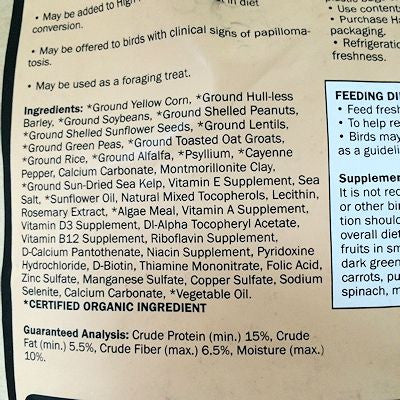 • May be added to High
in diet
conversion.
• May be offered to birds with clinical signs of papilloma-
tosis.
• May be used as a foraging treat.
Ingredients: *Ground Yellow Corn, *Ground Hull-less
Barley, *Ground Soybeans, *Ground Shelled Peanuts,
*Ground Shelled Sunflower Seeds, *Ground Lentils,
*Ground Green Peas, *Ground Toasted Oat Groats,
*Ground Rice, *Ground Alfalfa, *Psyllium, *Cayenne
Pepper, Calcium Carbonate, Montmorillonite Clay,
*Ground Sun-Dried Sea Kelp, Vitamin E Supplement, Sea
Salt, *Sunflower Oil, Natural Mixed Tocopherols, Lecithin,
Rosemary Extract, *Algae Meal, Vitamin A Supplement,
Vitamin D3 Supplement, Dl-Alpha Tocopheryl Acetate,
Vitamin B12 Supplement, Riboflavin Supplement,
D-Calcium Pantothenate, Niacin Supplement, Pyridoxine
Hydrochloride, D-Biotin, Thiamine Mononitrate, Folic Acid,
Zinc Sulfate, Manganese Sulfate, Copper Sulfate, Sodium
Selenite, Calcium Carbonate, *Vegetable Oil.
*CERTIFIED ORGANIC INGREDIENT
Guaranteed Analysis: Crude Protein (min.) 15%, Crude
Fat (min.) 5.5%, Crude Fiber (max.) 6.5%, Moisture (max.)
10%.
• Use content
• Purchase Ha
packaging.
• Refrigeratio
freshness.
FEEDING DI
• Feed fresh
• To help re
• Birds may
as a guideli
Supplemen
It is not rec
or other bir
tion should
overall diet
fruits in sm
dark green
carrots, pu
spinach, m